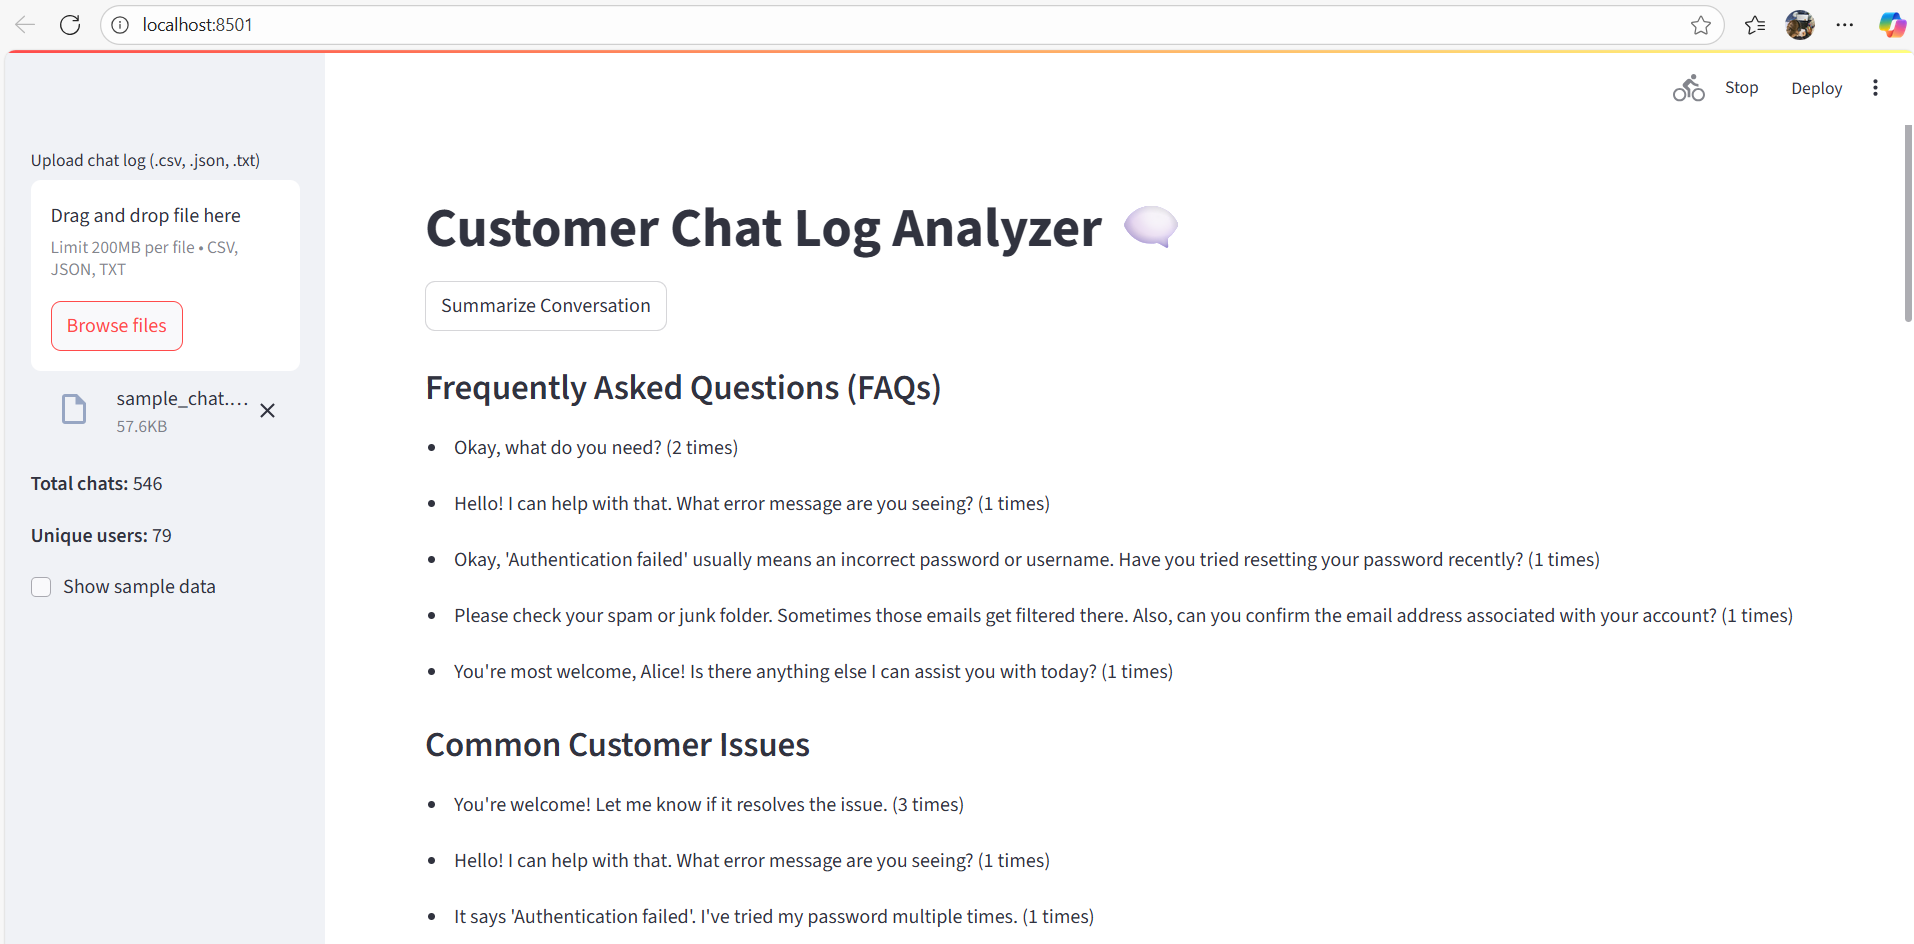 localhost:8501
Stop
Deploy
Upload chat log (.csv, .json, .txt)
Drag and drop file here
Limit 200MB per file • CSV,
JSON, TXT
Browse files
sample_chat....
57.6KB
Total chats: 546
Unique users: 79
Show sample data
Customer Chat Log Analyzer
Summarize Conversation
Frequently Asked Questions (FAQs)
• Okay, what do you need? (2 times)
• Hello! I can help with that. What error message are you seeing? (1 times)
• Okay, 'Authentication failed' usually means an incorrect password or username. Have you tried resetting your password recently? (1 times)
• Please check your spam or junk folder. Sometimes those emails get filtered there. Also, can you confirm the email address associated with your account? (1 times)
• You're most welcome, Alice! Is there anything else I can assist you with today? (1 times)
Common Customer Issues
• You're welcome! Let me know if it resolves the issue. (3 times)
• Hello! I can help with that. What error message are you seeing? (1 times)
• It says 'Authentication failed'. I've tried my password multiple times. (1 times)